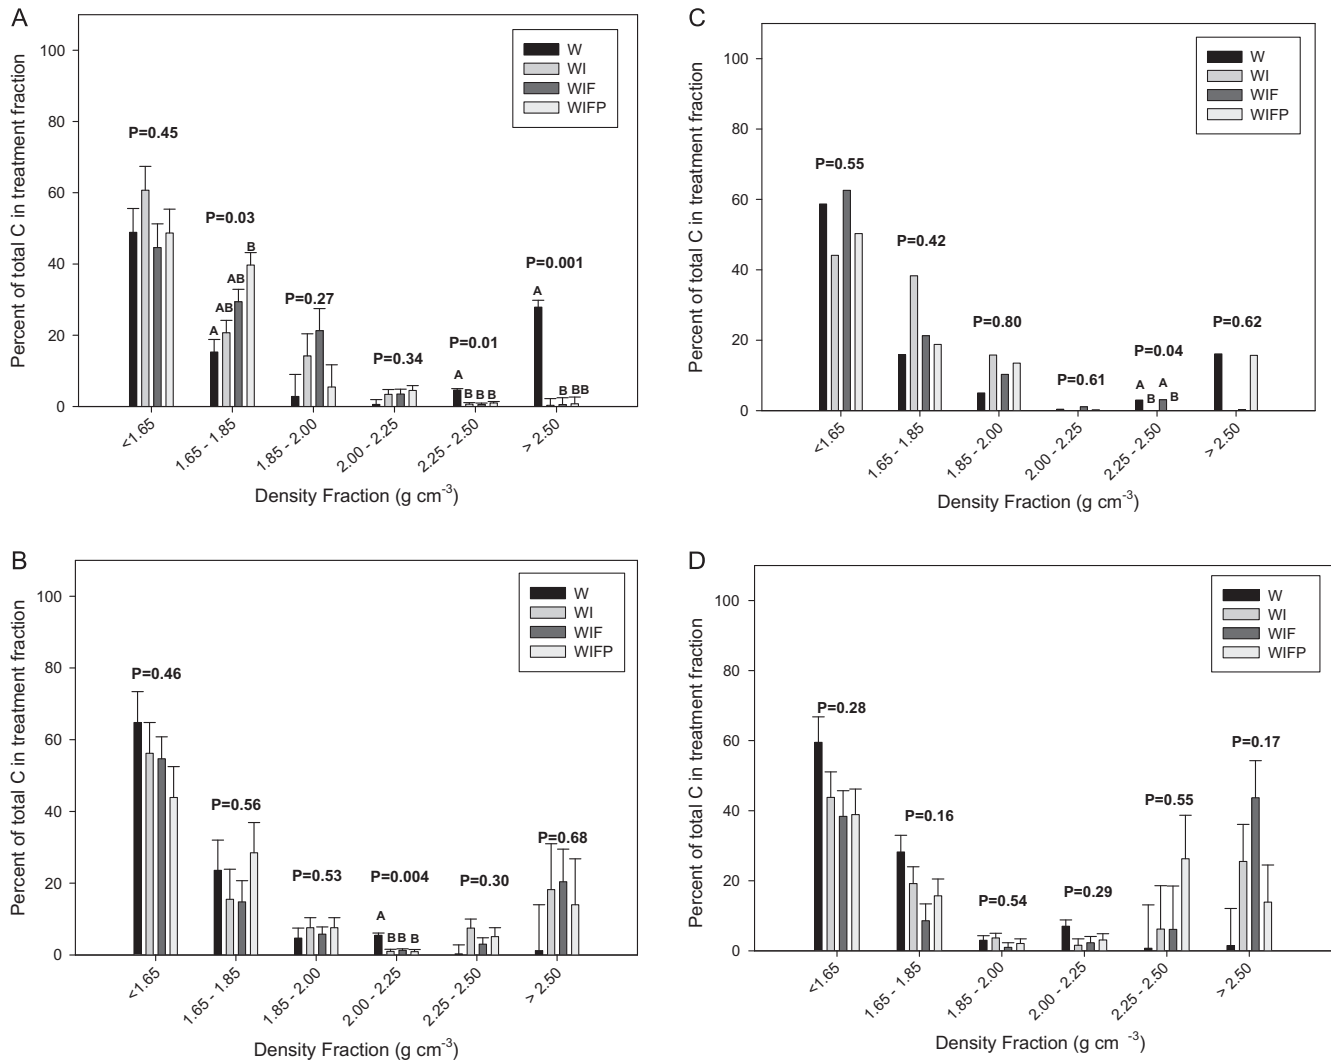 A
Percent of total C in treatment fraction
100
80
60
40
20
0
W
WI
WIF
WIFP
P=0.45
P=0.03
P=0.27
P=0.34
P=0.01
P=0.001
A
AB
AB
B
A
B B B
A
B BB
<1.65
1.65 - 1.85
1.85 - 2.00
2.00 - 2.25
2.25 - 2.50
> 2.50
Density Fraction (g cm-3)
C
Percent of total C in treatment fraction
100
80
60
40
20
0
W
WI
WIF
WIFP
P=0.55
P=0.42
P=0.80
P=0.61
P=0.04
P=0.62
A A
B B
<1.65
1.65 - 1.85
1.85 - 2.00
2.00 - 2.25
2.25 - 2.50
> 2.50
Density Fraction (g cm-3)
B
Percent of total C in treatment fraction
100
80
60
40
20
0
W
WI
WIF
WIFP
P=0.46
P=0.56
P=0.53
P=0.004
P=0.30
P=0.68
A
BB B
<1.65
1.65 - 1.85
1.85 - 2.00
2.00 - 2.25
2.25 - 2.50
> 2.50
Density Fraction (g cm-3)
D
Percent of total C in treatment fraction
100
80
60
40
20
0
W
WI
WIF
WIFP
P=0.28
P=0.16
P=0.54
P=0.29
P=0.55
P=0.17
<1.65
1.65 - 1.85
1.85 - 2.00
2.00 - 2.25
2.25 - 2.50
> 2.50
Density Fraction (g cm -3)